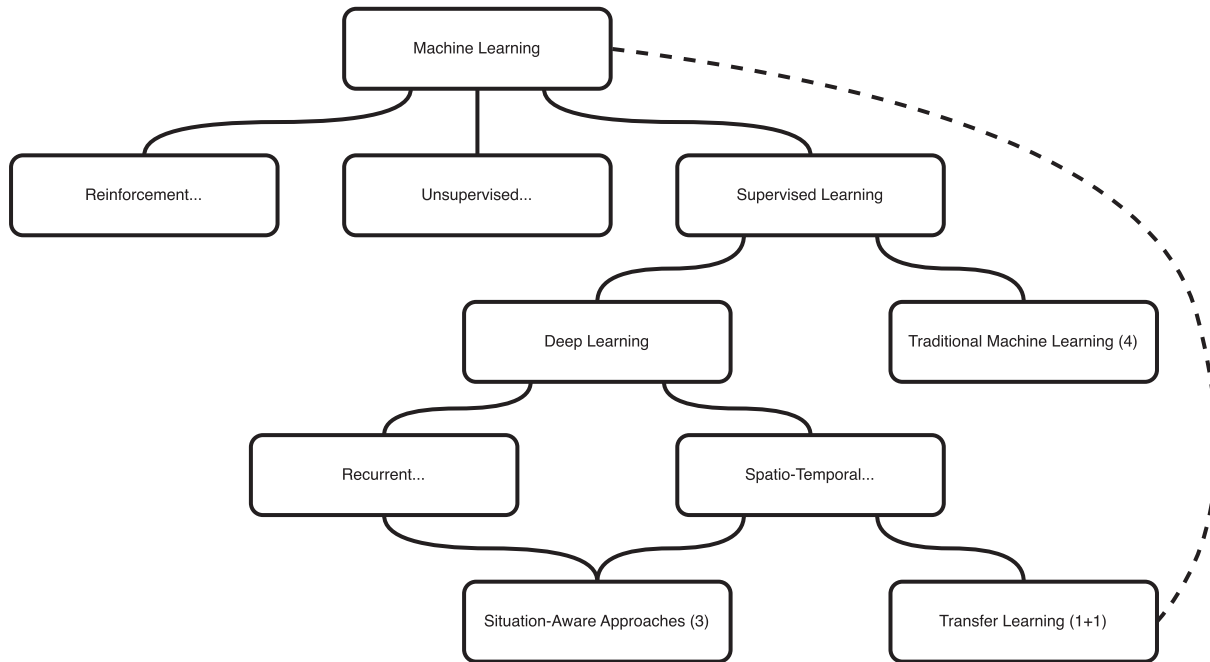 Machine Learning
Reinforcement...
Unsupervised...
Supervised Learning
Deep Learning
Traditional Machine Learning (4)
Recurrent...
Spatio-Temporal...
Situation-Aware Approaches (3)
Transfer Learning (1+1)